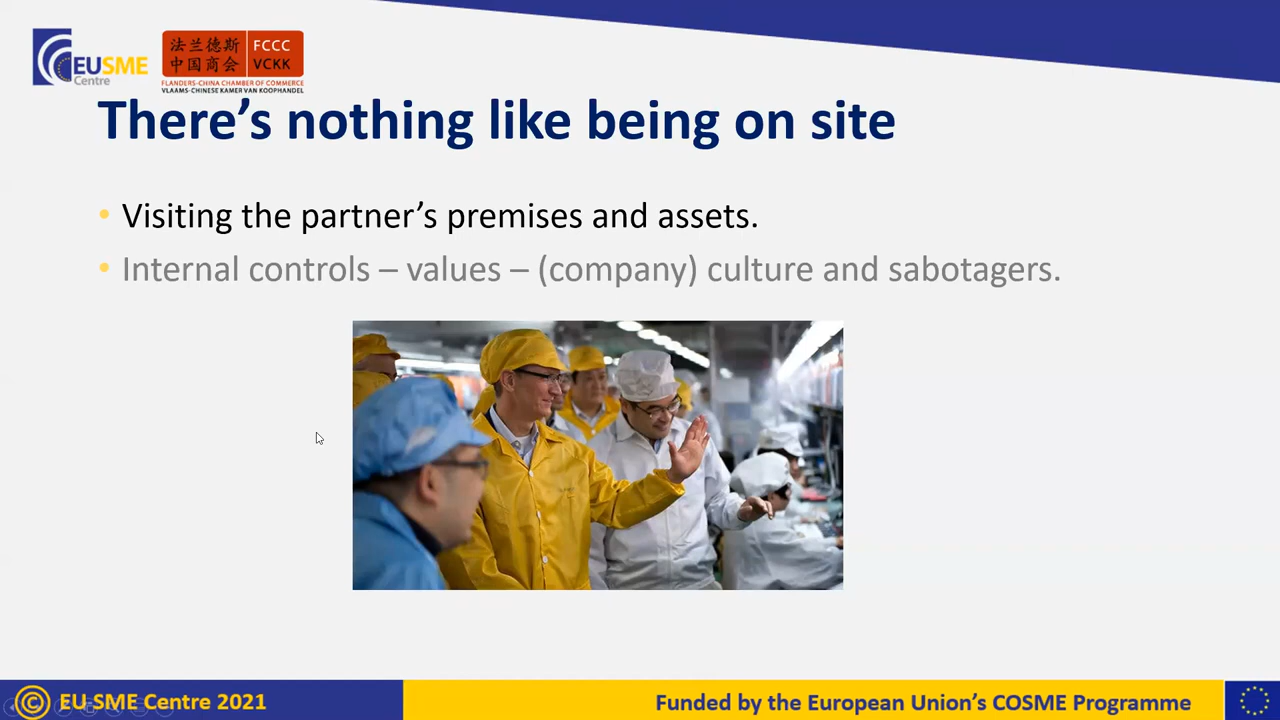 EUSME
Centre
法兰德斯
中国商会
FCCC
VCKK
FLANDERS-CHINA CHAMBER OF COMMERCE
VLAAMS-CHINESE KAMER VAN KOOPHANDEL
There’s nothing like being on site
• Visiting the partner’s premises and assets.
• Internal controls – values – (company) culture and sabotagers.
© EU SME Centre 2021
Funded by the European Union’s COSME Programme